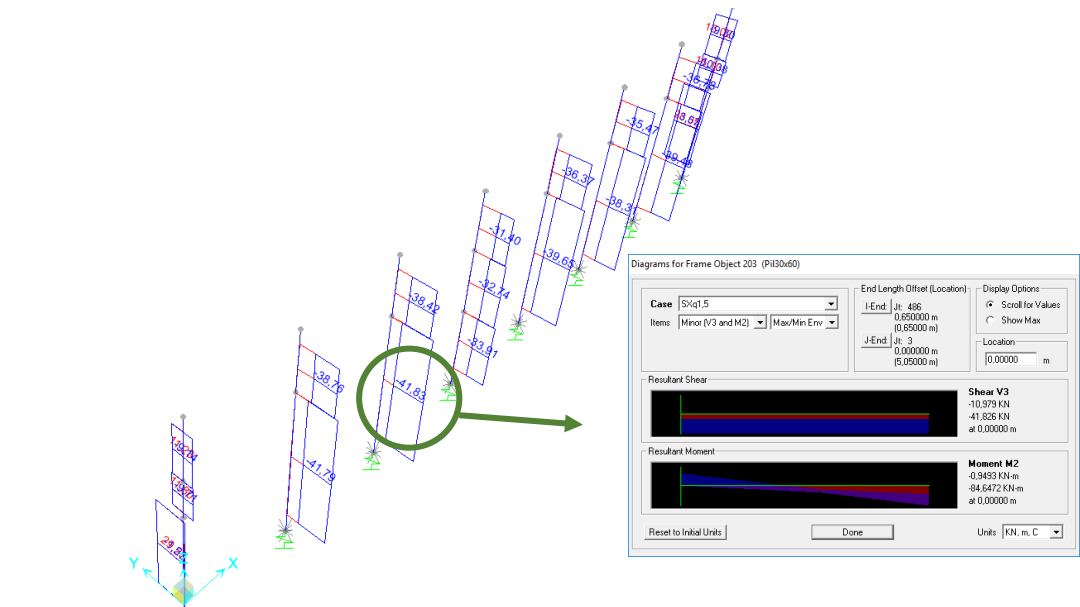 -38,78
-35,47
-39,48
-36,37
-38,31
-31,40
-39,65
-38,42
-32,74
-38,76
-33,91
-41,83
-41,79
Y
X
Diagrams for Frame Object 203 (Pil30x60)
Case SXq1,5
Items Minor (V3 and M2) Max/Min Env
End Length Offset (Location)
I-End: Jt: 486
0,650000 m
(0,65000 m)
J-End: Jt: 3
0,000000 m
(5,05000 m)
Display Options
Scroll for Values
Show Max
Location
0,00000 m
Resultant Shear
Shear V3
-10,979 KN
-41,826 KN
at 0,00000 m
Resultant Moment
Moment M2
-0,9493 KN-m
-84,6472 KN-m
at 0,00000 m
Reset to Initial Units
Done
Units KN, m, C